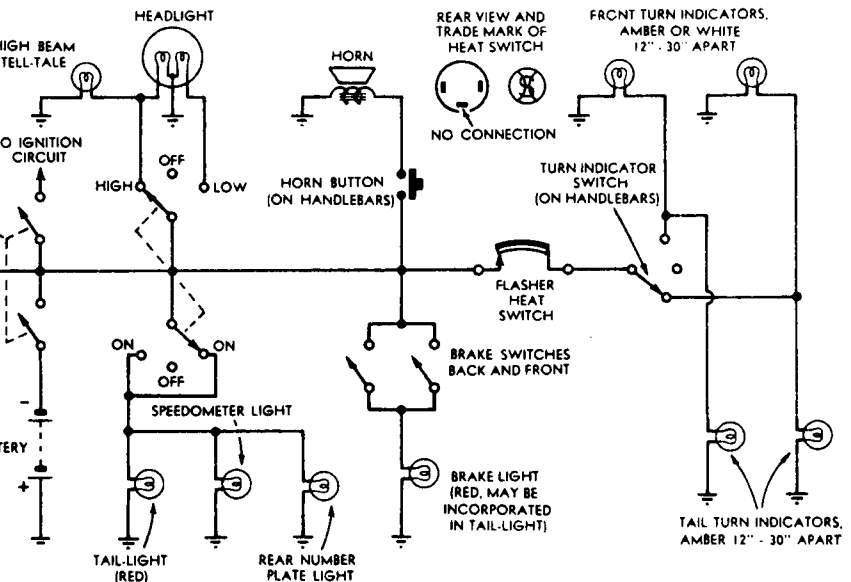 HEADLIGHT
HIGH BEAM
TELL-TALE
HORN
REAR VIEW AND
TRADE MARK OF
HEAT SWITCH
NO CONNECTION
FRONT TURN INDICATORS,
AMBER OR WHITE
12" - 30" APART
O IGNITION
CIRCUIT
OFF
HIGH
LOW
HORN BUTTON
(ON HANDLEBARS)
TURN INDICATOR
SWITCH
(ON HANDLEBARS)
FLASHER
HEAT
SWITCH
ON
ON
OFF
BRAKE SWITCHES
BACK AND FRONT
SPEEDOMETER LIGHT
-
TERY
+
BRAKE LIGHT
(RED, MAY BE
INCORPORATED
IN TAIL-LIGHT)
TAIL-LIGHT
(RED)
REAR NUMBER
PLATE LIGHT
TAIL TURN INDICATORS,
AMBER 12" - 30" APART